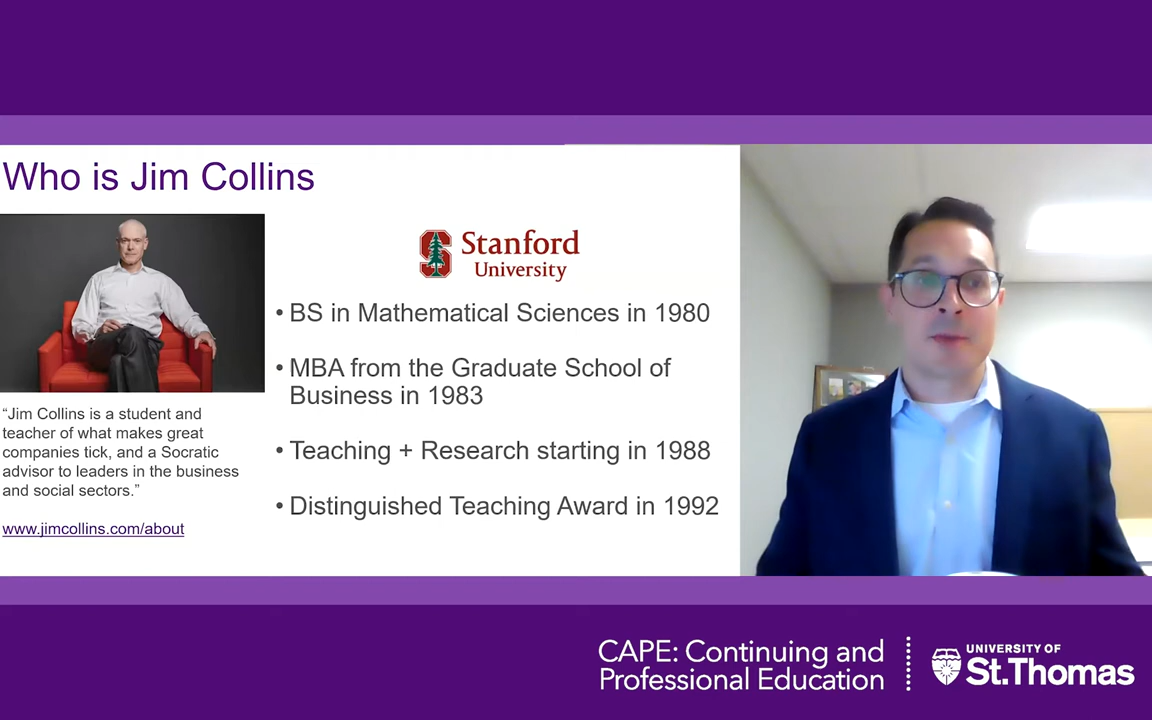 Who is Jim Collins
“Jim Collins is a student and
teacher of what makes great
companies tick, and a Socratic
advisor to leaders in the business
and social sectors.”
www.jimcollins.com/about
Stanford
University
• BS in Mathematical Sciences in 1980
• MBA from the Graduate School of
Business in 1983
• Teaching + Research starting in 1988
• Distinguished Teaching Award in 1992
CAPE: Continuing and
Professional Education
UNIVERSITY OF
St.Thomas